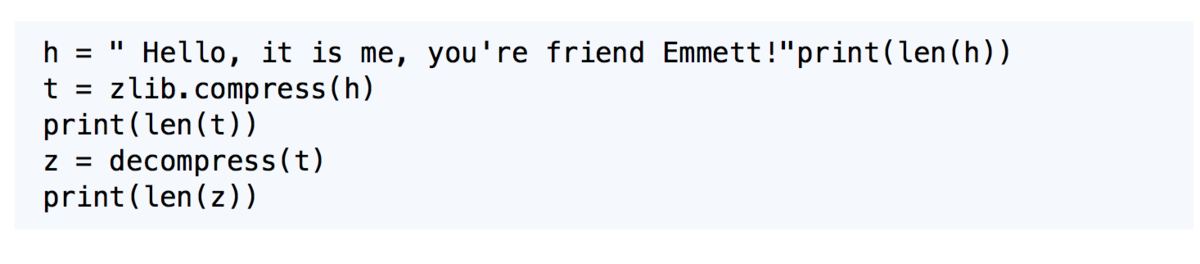 h = " Hello, it is me, you're friend Emmett!"print(len(h))
t = zlib.compress(h)
print(len(t))
z = decompress(t)
print(len(z))